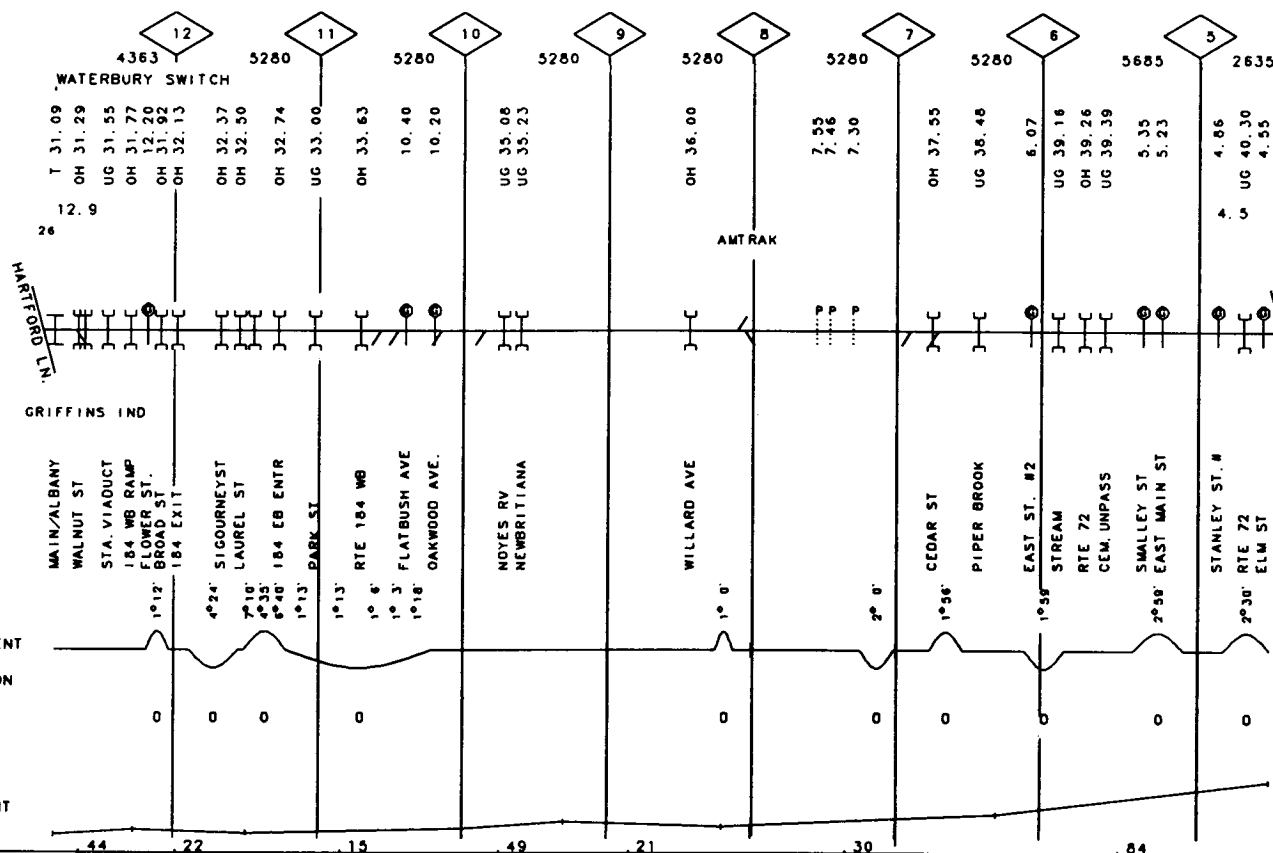 12 11 10 9 8 7 6 5
4363 5280 5280 5280 5280 5280 5280 5685 2635
WATERBURY SWITCH
T 31.09
OH 31.29
UG 31.55
OH 31.77
12.20
OH 31.92
OH 32.13
OH 32.37
OH 32.50
OH 32.74
UG 33.00
OH 33.63
10.40
10.20
UG 35.08
UG 35.23
OH 36.00
7.55
7.46
7.30
OH 37.55
UG 38.48
6.07
UG 39.16
OH 39.26
UG 39.39
5.35
5.23
4.86
UG 40.30
4.55
12.9
4.5
26
AMTRAK
HARTFORD LN.
P P P
GRIFFINS IND
MAIN/ALBANY
WALNUT ST
STA. VIADUCT
184 WB RAMP
FLOWER ST.
BROAD ST
184 EXIT
SIGOURNEYST
LAUREL ST
184 EB ENTR
PARK ST
RTE 184 WB
FLATBUSH AVE
OAKWOOD AVE.
NOYES RV
NEWBRITIANA
WILLARD AVE
CEDAR ST
PIPER BROOK
EAST ST. #2
STREAM
RTE 72
CEM. UNPASS
SMALLEY ST
EAST MAIN ST
STANLEY ST. #
RTE 72
ELM ST
1°12'
4°24'
7°10'
4°35'
6°40'
1°13'
1°13'
1° 6'
1° 3'
1°18'
1° 0'
2° 0'
1°56'
1°59'
2°59'
2°30'
ENT
ON
0 0 0 0 0 0 0 0 0 0
IT
.44 .22 .15 .49 .21 .30 .84